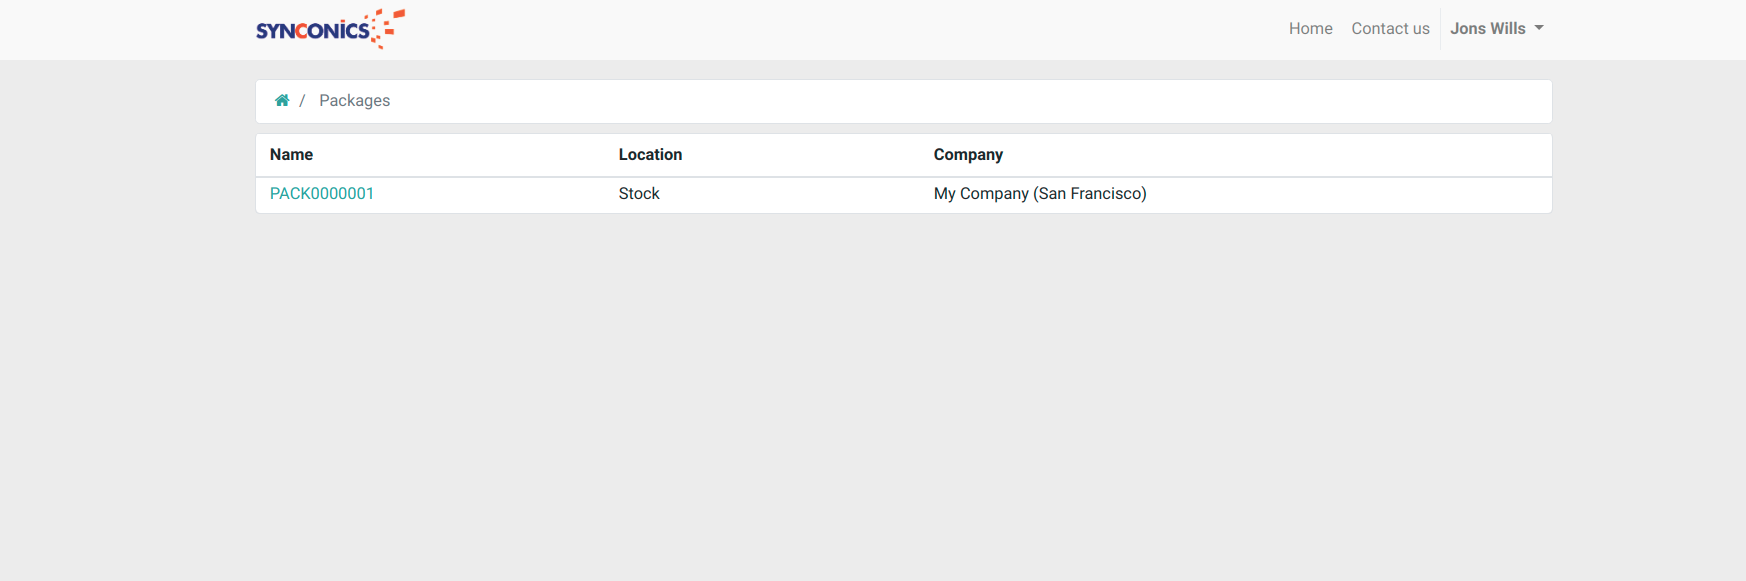 SYNCONICS Home Contact us Jons Wills
/ Packages
Name Location Company
PACK0000001 Stock My Company (San Francisco)